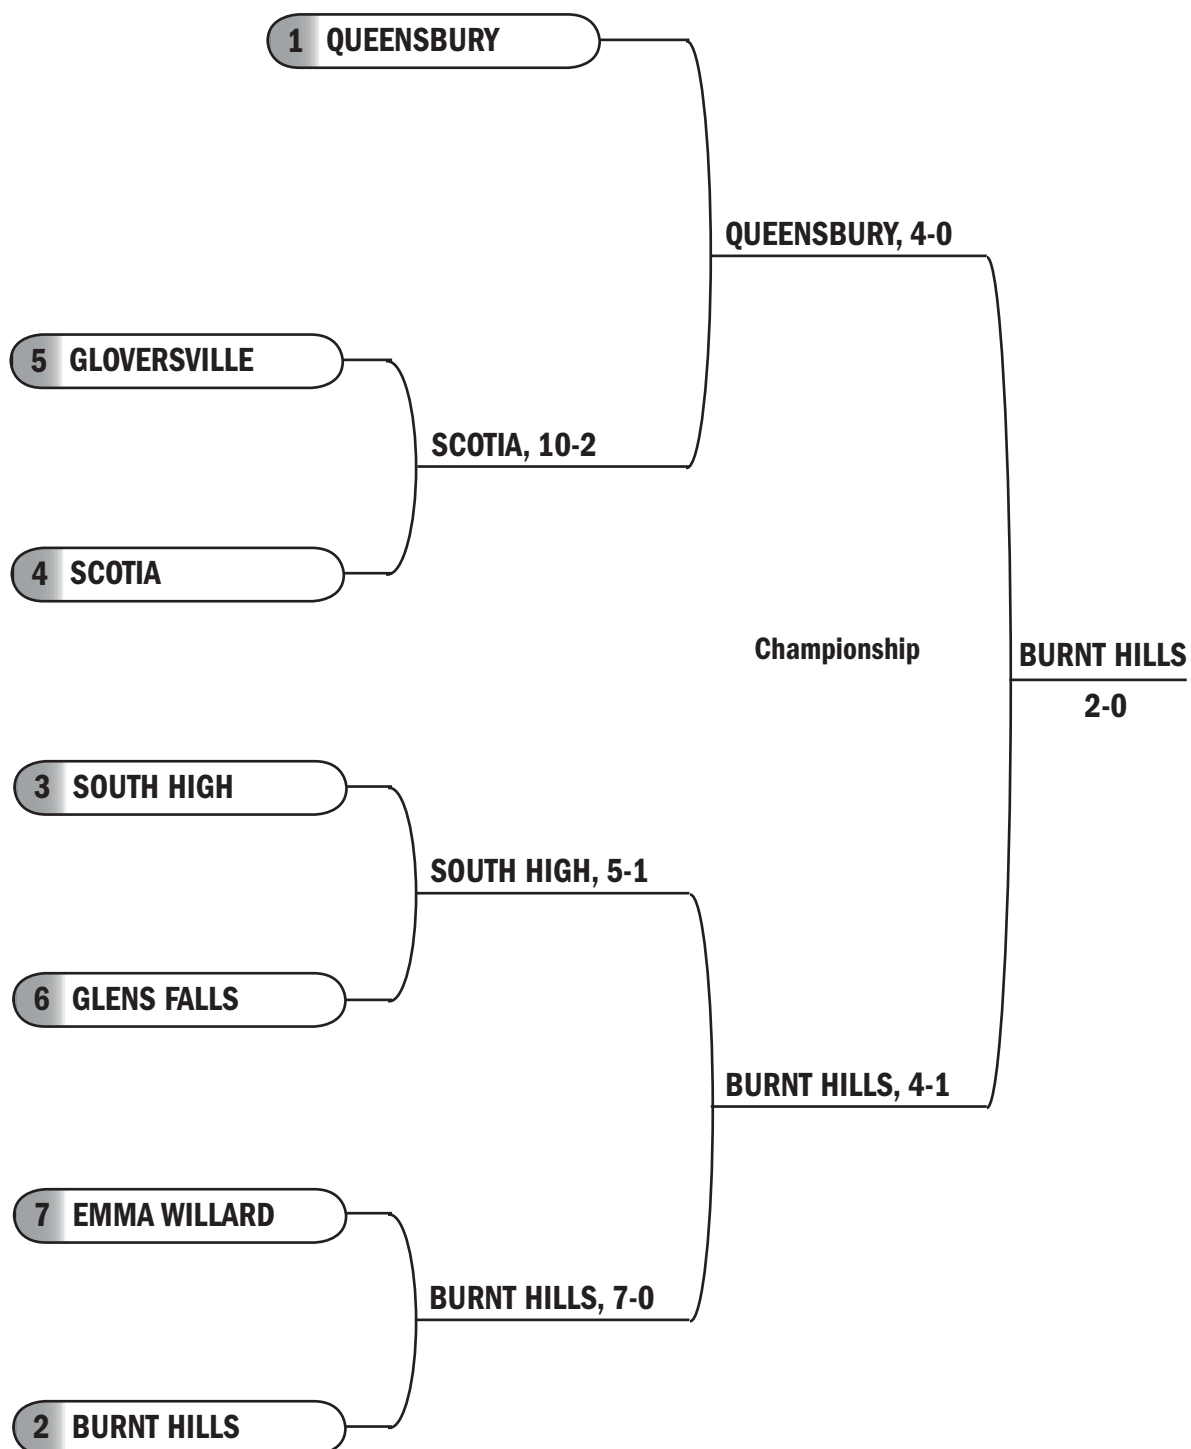 1 QUEENSBURY
QUEENSBURY, 4-0
5 GLOVERSVILLE
SCOTIA, 10-2
4 SCOTIA
Championship
BURNT HILLS
2-0
3 SOUTH HIGH
SOUTH HIGH, 5-1
6 GLENS FALLS
BURNT HILLS, 4-1
7 EMMA WILLARD
BURNT HILLS, 7-0
2 BURNT HILLS